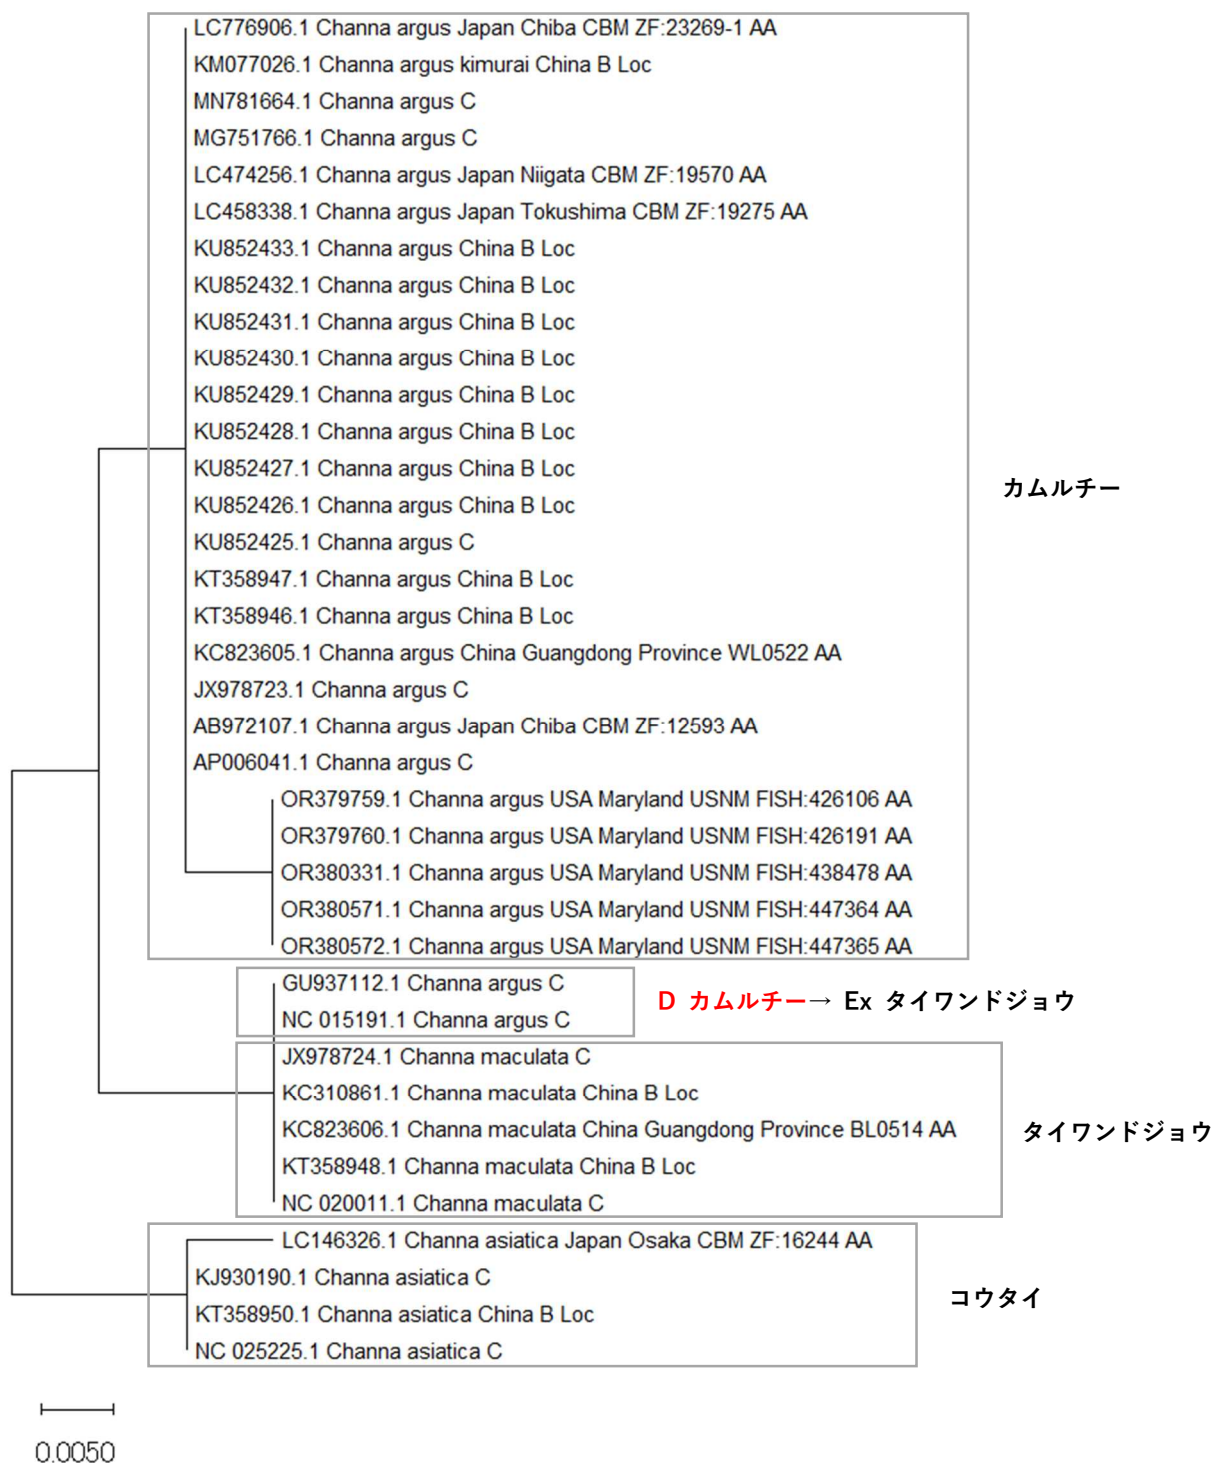 LC776906.1 Channa argus Japan Chiba CBM ZF:23269-1 AA
KM077026.1 Channa argus kimurai China B Loc
MN781664.1 Channa argus C
MG751766.1 Channa argus C
LC474256.1 Channa argus Japan Niigata CBM ZF:19570 AA
LC458338.1 Channa argus Japan Tokushima CBM ZF:19275 AA
KU852433.1 Channa argus China B Loc
KU852432.1 Channa argus China B Loc
KU852431.1 Channa argus China B Loc
KU852430.1 Channa argus China B Loc
KU852429.1 Channa argus China B Loc
KU852428.1 Channa argus China B Loc
KU852427.1 Channa argus China B Loc
カムルチー
KU852426.1 Channa argus China B Loc
KU852425.1 Channa argus C
KT358947.1 Channa argus China B Loc
KT358946.1 Channa argus China B Loc
KC823605.1 Channa argus China Guangdong Province WL0522 AA
JX978723.1 Channa argus C
AB972107.1 Channa argus Japan Chiba CBM ZF:12593 AA
AP006041.1 Channa argus C
OR379759.1 Channa argus USA Maryland USNM FISH:426106 AA
OR379760.1 Channa argus USA Maryland USNM FISH:426191 AA
OR380331.1 Channa argus USA Maryland USNM FISH:438478 AA
OR380571.1 Channa argus USA Maryland USNM FISH:447364 AA
OR380572.1 Channa argus USA Maryland USNM FISH:447365 AA
GU937112.1 Channa argus C
D カムルチー→ Ex タイワンドジョウ
NC 015191.1 Channa argus C
JX978724.1 Channa maculata C
KC310861.1 Channa maculata China B Loc
KC823606.1 Channa maculata China Guangdong Province BL0514 AA
タイワンドジョウ
KT358948.1 Channa maculata China B Loc
NC 020011.1 Channa maculata C
LC146326.1 Channa asiatica Japan Osaka CBM ZF:16244 AA
KJ930190.1 Channa asiatica C
コウタイ
KT358950.1 Channa asiatica China B Loc
NC 025225.1 Channa asiatica C
0.0050